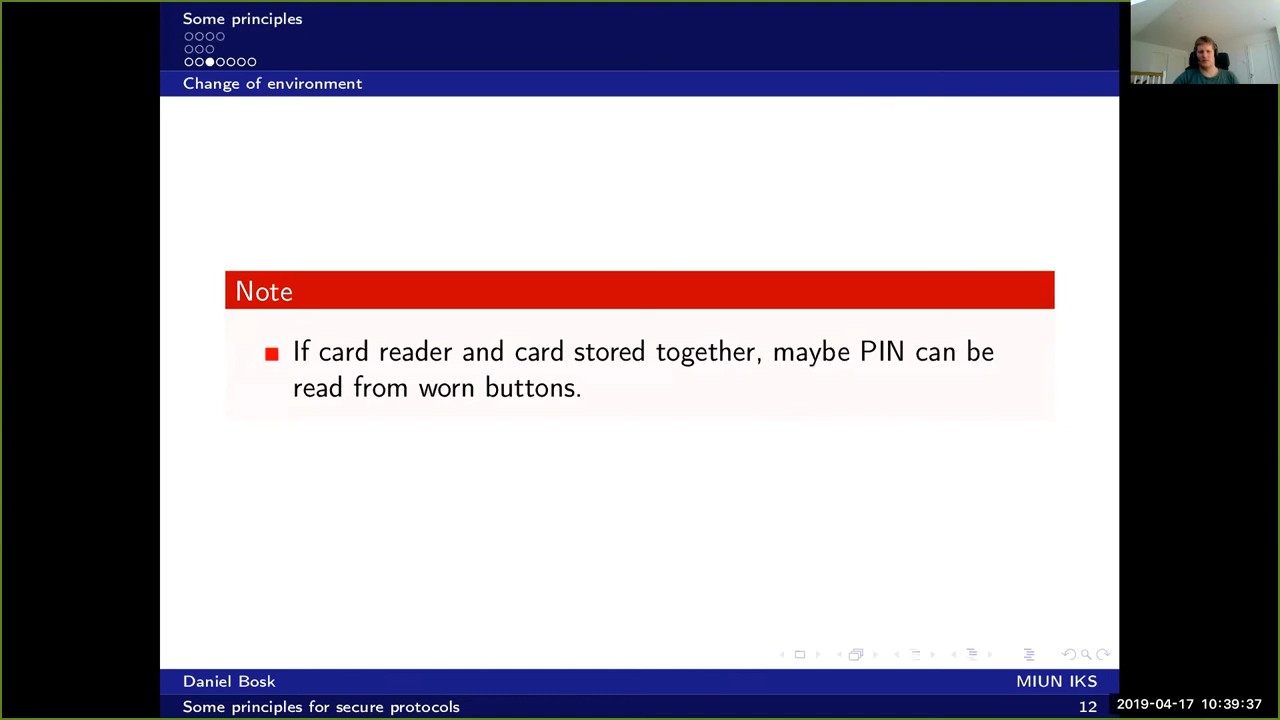 Some principles
Change of environment
Note
If card reader and card stored together, maybe PIN can be
read from worn buttons.
Daniel Bosk MIUN IKS
Some principles for secure protocols 12
2019-04-17 10:39:37